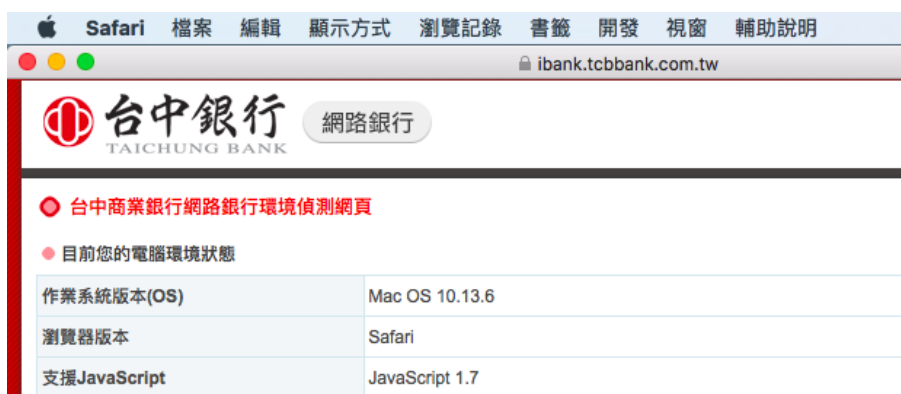 Safari 檔案 編輯 顯示方式 瀏覽記錄 書籤 開發 視窗 輔助說明
ibank.tcbbank.com.tw
台中銀行 網路銀行
TAICHUNG BANK
台中商業銀行網路銀行環境偵測網頁
目前您的電腦環境狀態
作業系統版本(OS) Mac OS 10.13.6
瀏覽器版本 Safari
支援JavaScript JavaScript 1.7